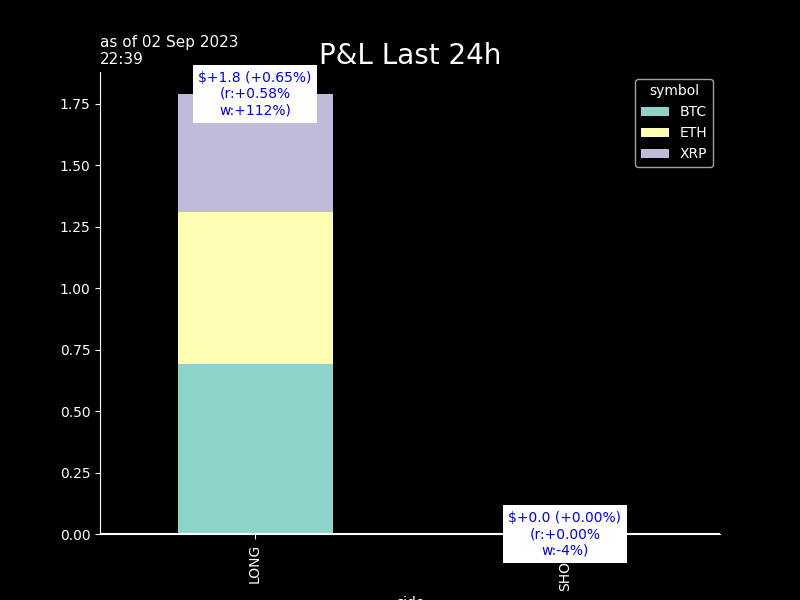 as of 02 Sep 2023
22:39
P&L Last 24h
$+1.8 (+0.65%)
(r:+0.58%
w:+112%)
symbol
BTC
ETH
XRP
1.75
1.50
1.25
1.00
0.75
0.50
0.25
0.00
$+0.0 (+0.00%)
(r:+0.00%
w:-4%)
LONG
SHO